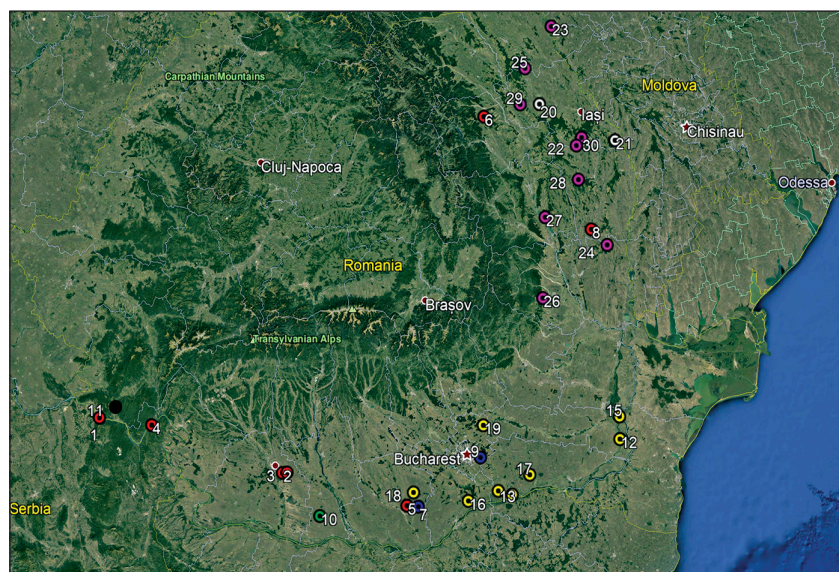 23
Carpathian Mountains
25
Moldova
29
20
Iași
6
Chisinau
22
30
21
Cluj-Napoca
28
Odessa
27
8
24
Romania
26
Brașov
Transylvanian Alps
11
1
4
15
19
12
Bucharest
9
17
3
2
18
13
16
5
7
10
Serbia